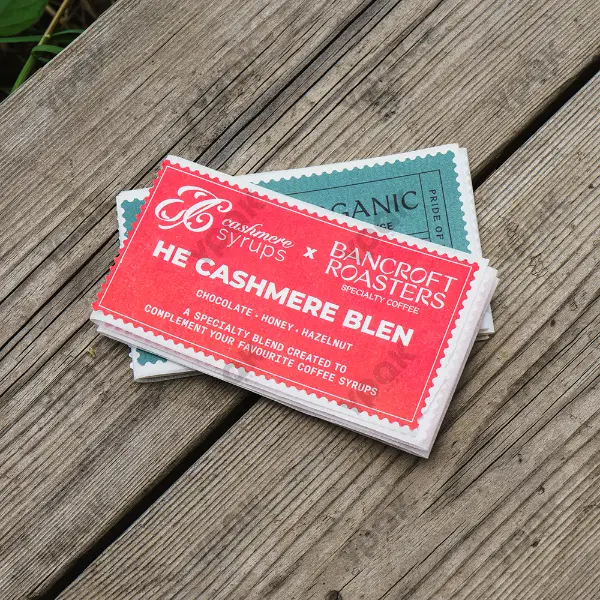 cashmere
syrups
x
BANCROFT
ROASTERS
SPECIALTY COFFEE
HE CASHMERE BLEN
CHOCOLATE · HONEY · HAZELNUT
A SPECIALTY BLEND CREATED TO
COMPLEMENT YOUR FAVOURITE COFFEE SYRUPS
GANIC
PRIDE OF